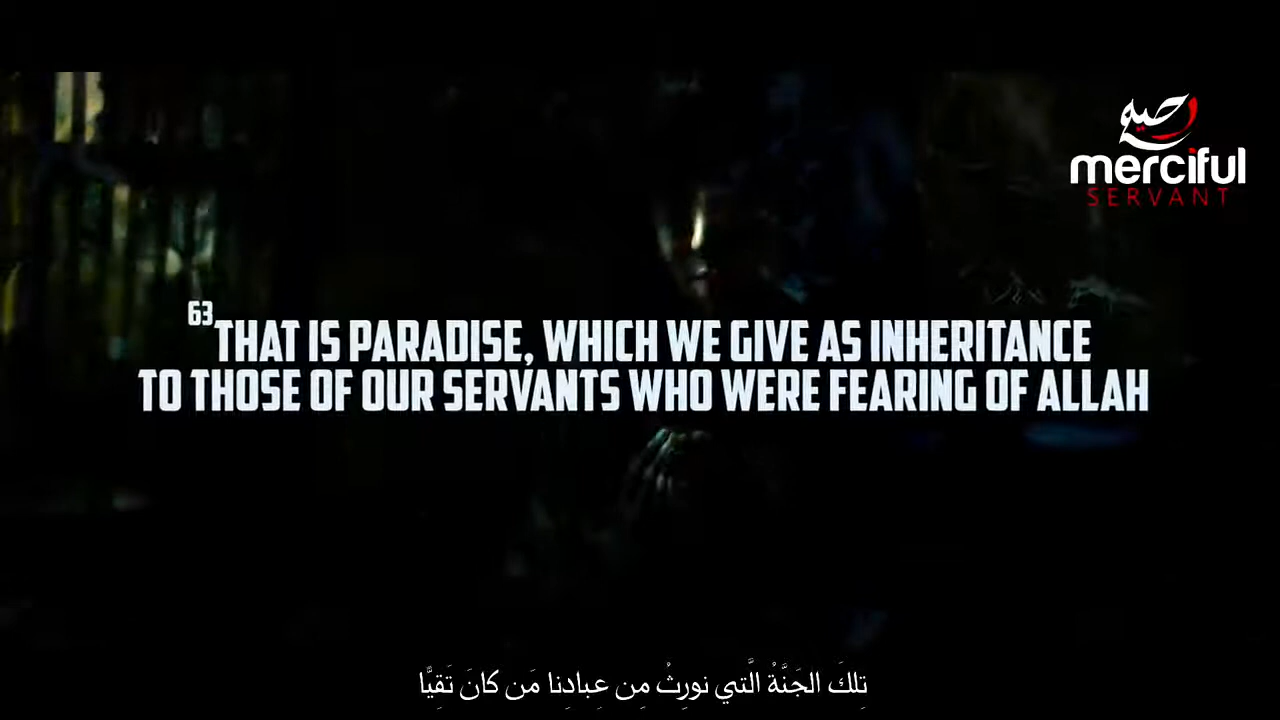 رحيم
merciful
SERVANT
63 THAT IS PARADISE, WHICH WE GIVE AS INHERITANCE
TO THOSE OF OUR SERVANTS WHO WERE FEARING OF ALLAH
تِلكَ الجَنَّةُ الَّتي نورِثُ مِن عِبادِنا مَن كانَ تَقِيًّا